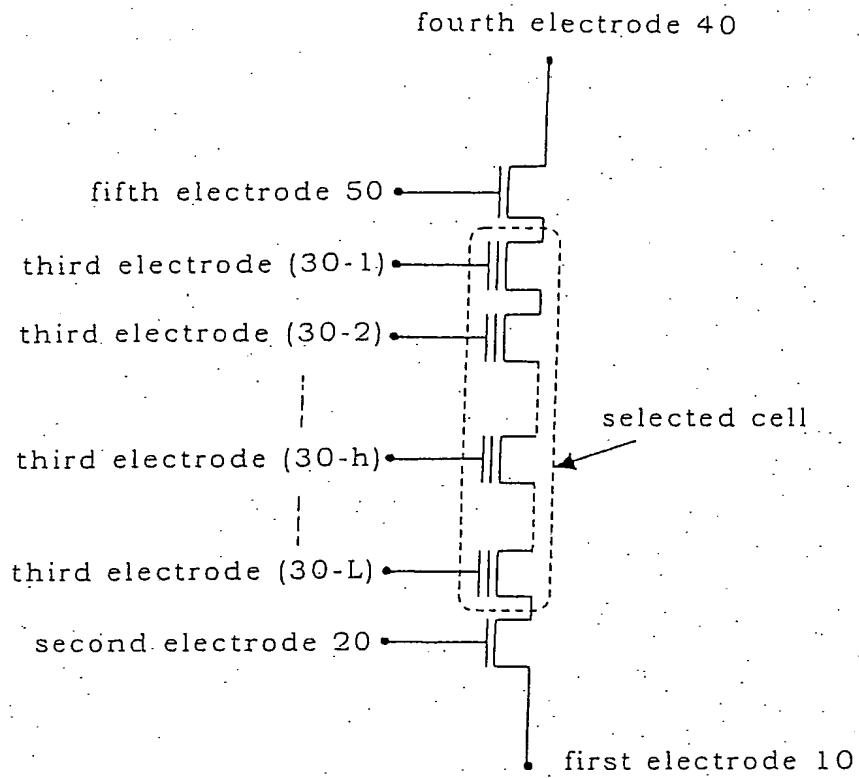 fourth electrode 40
fifth electrode 50
third electrode (30-1)
third electrode (30-2)
selected cell
third electrode (30-h)
third electrode (30-L)
second electrode 20
first electrode 10